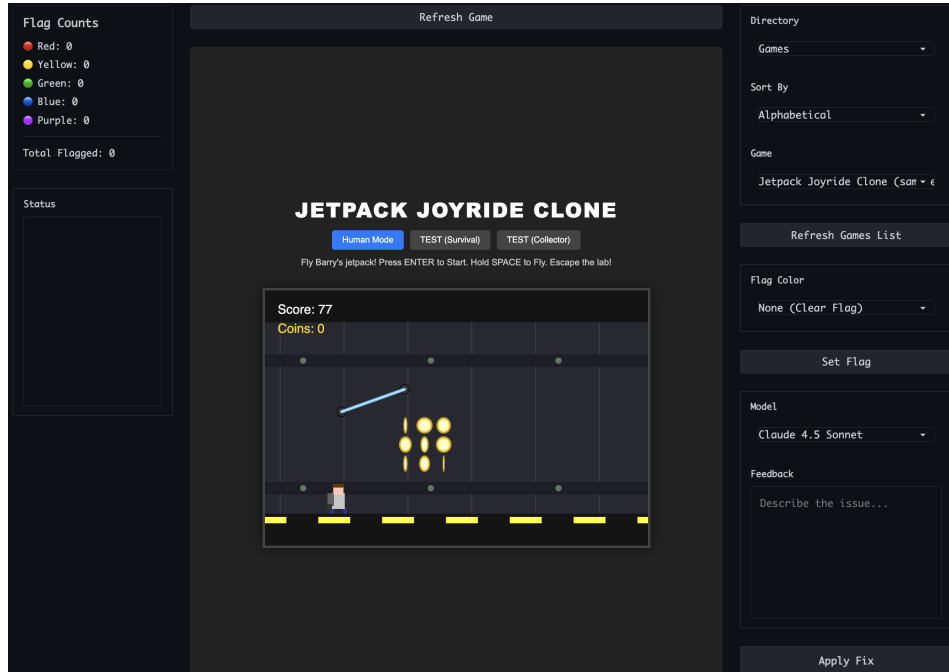 Flag Counts
Red: 0
Yellow: 0
Green: 0
Blue: 0
Purple: 0
Total Flagged: 0
Status
Refresh Game
JETPACK JOYRIDE CLONE
Human Mode
TEST (Survival)
TEST (Collector)
Fly Barry's jetpack! Press ENTER to Start. Hold SPACE to Fly. Escape the lab!
Score: 77
Coins: 0
Directory
Games
Sort By
Alphabetical
Game
Jetpack Joyride Clone
Refresh Games List
Flag Color
None (Clear Flag)
Set Flag
Model
Claude 4.5 Sonnet
Feedback
Describe the issue...
Apply Fix